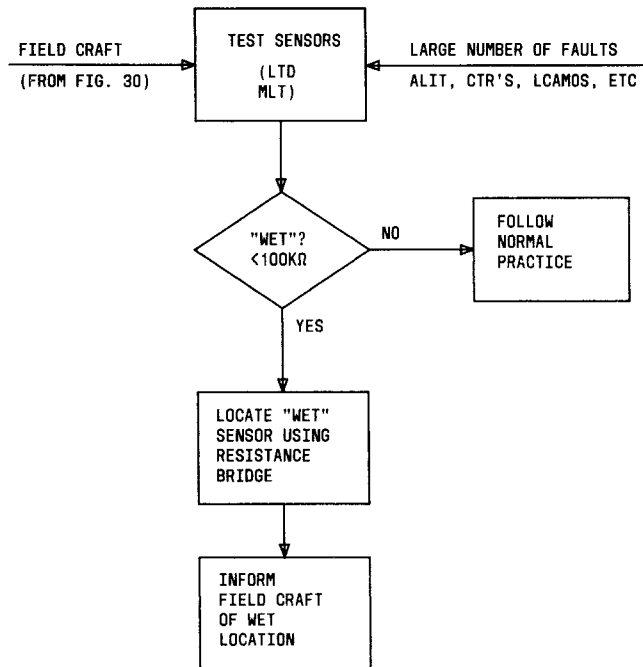 FIELD CRAFT
(FROM FIG. 30)
TEST SENSORS
(LTD
MLT)
LARGE NUMBER OF FAULTS
ALIT, CTR'S, LCAMOS, ETC
"WET"?
<100KΩ
NO
FOLLOW
NORMAL
PRACTICE
YES
LOCATE "WET"
SENSOR USING
RESISTANCE
BRIDGE
INFORM
FIELD CRAFT
OF WET
LOCATION